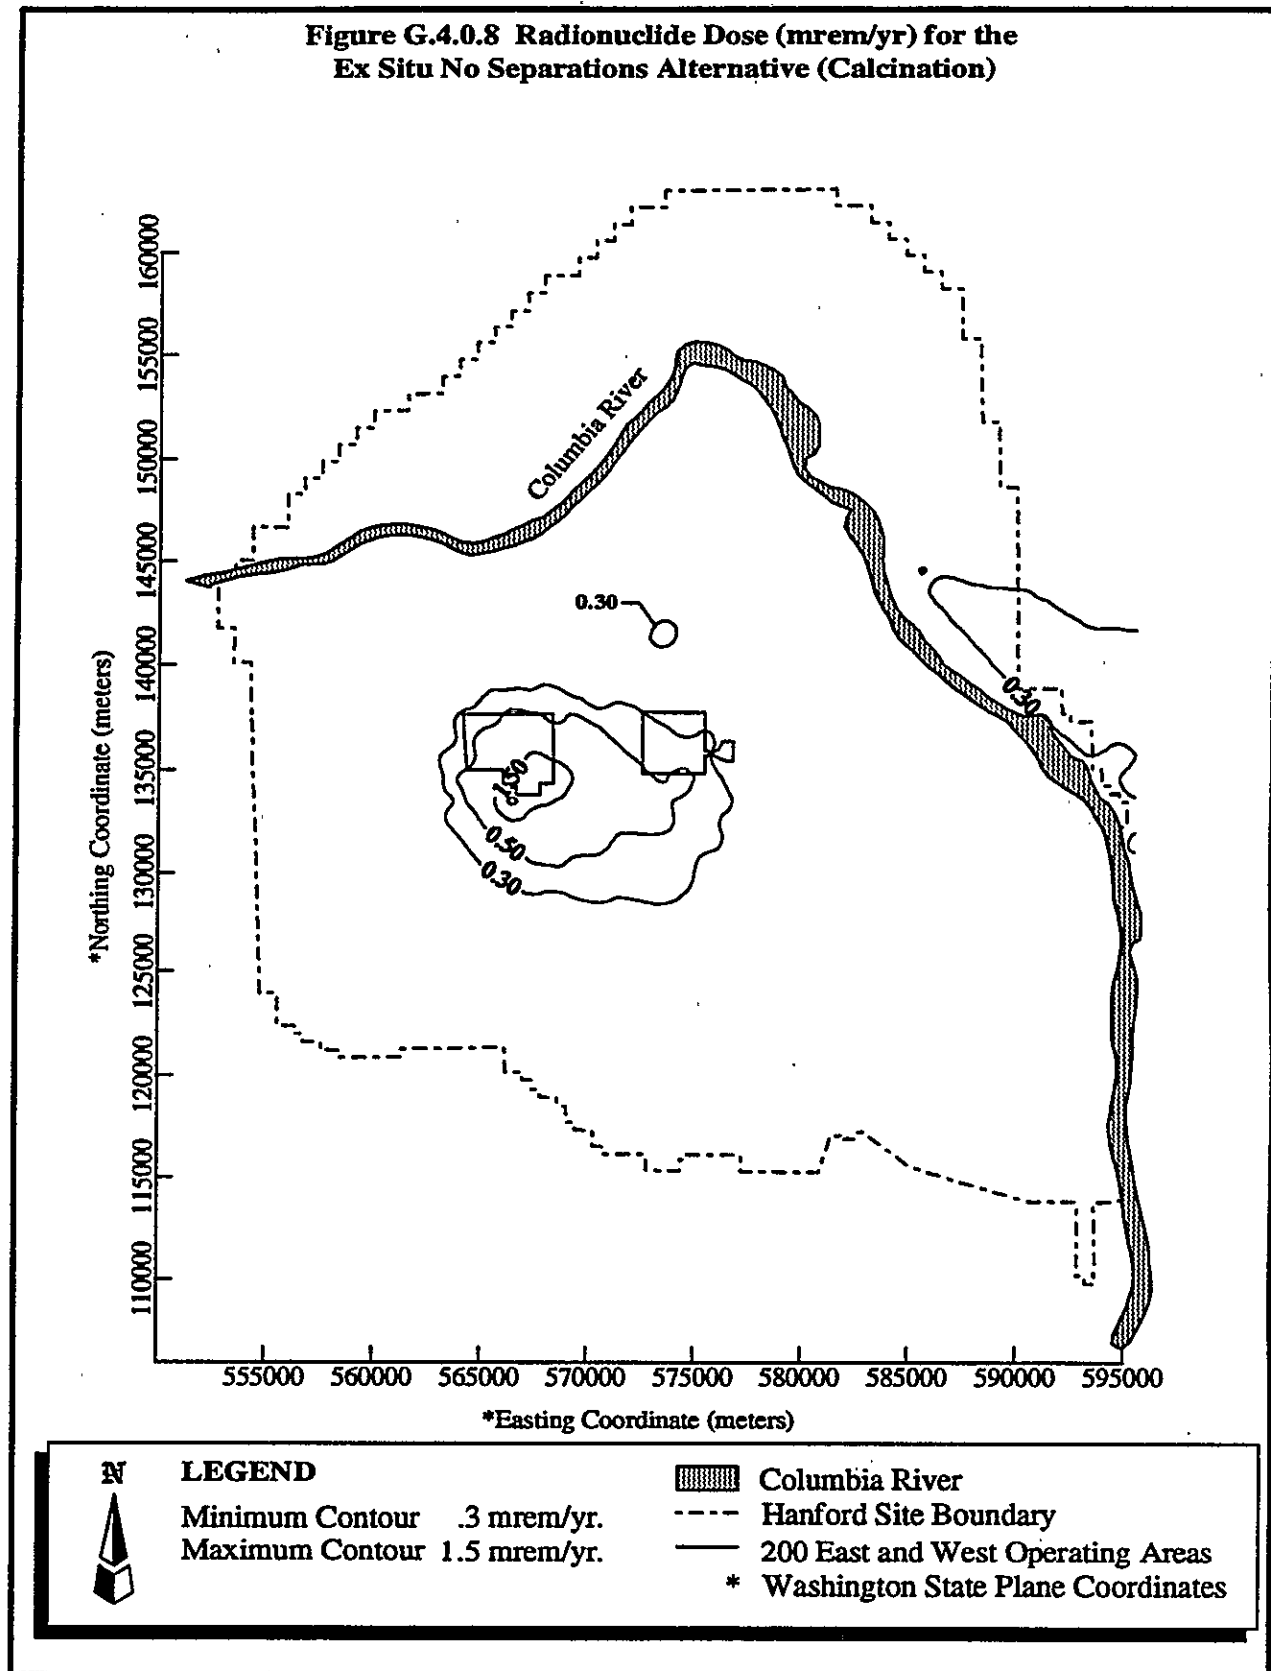 Figure G.4.0.8 Radionuclide Dose (mrem/yr) for the
Ex Situ No Separations Alternative (Calcination)
160000
155000
150000
145000
140000
135000
130000
125000
120000
115000
110000
*Northing Coordinate (meters)
Columbia River
0.30
0.30
1.50
0.50
0.30
555000 560000 565000 570000 575000 580000 585000 590000 595000
*Easting Coordinate (meters)
N
LEGEND
Minimum Contour .3 mrem/yr.
Maximum Contour 1.5 mrem/yr.
Columbia River
Hanford Site Boundary
200 East and West Operating Areas
* Washington State Plane Coordinates